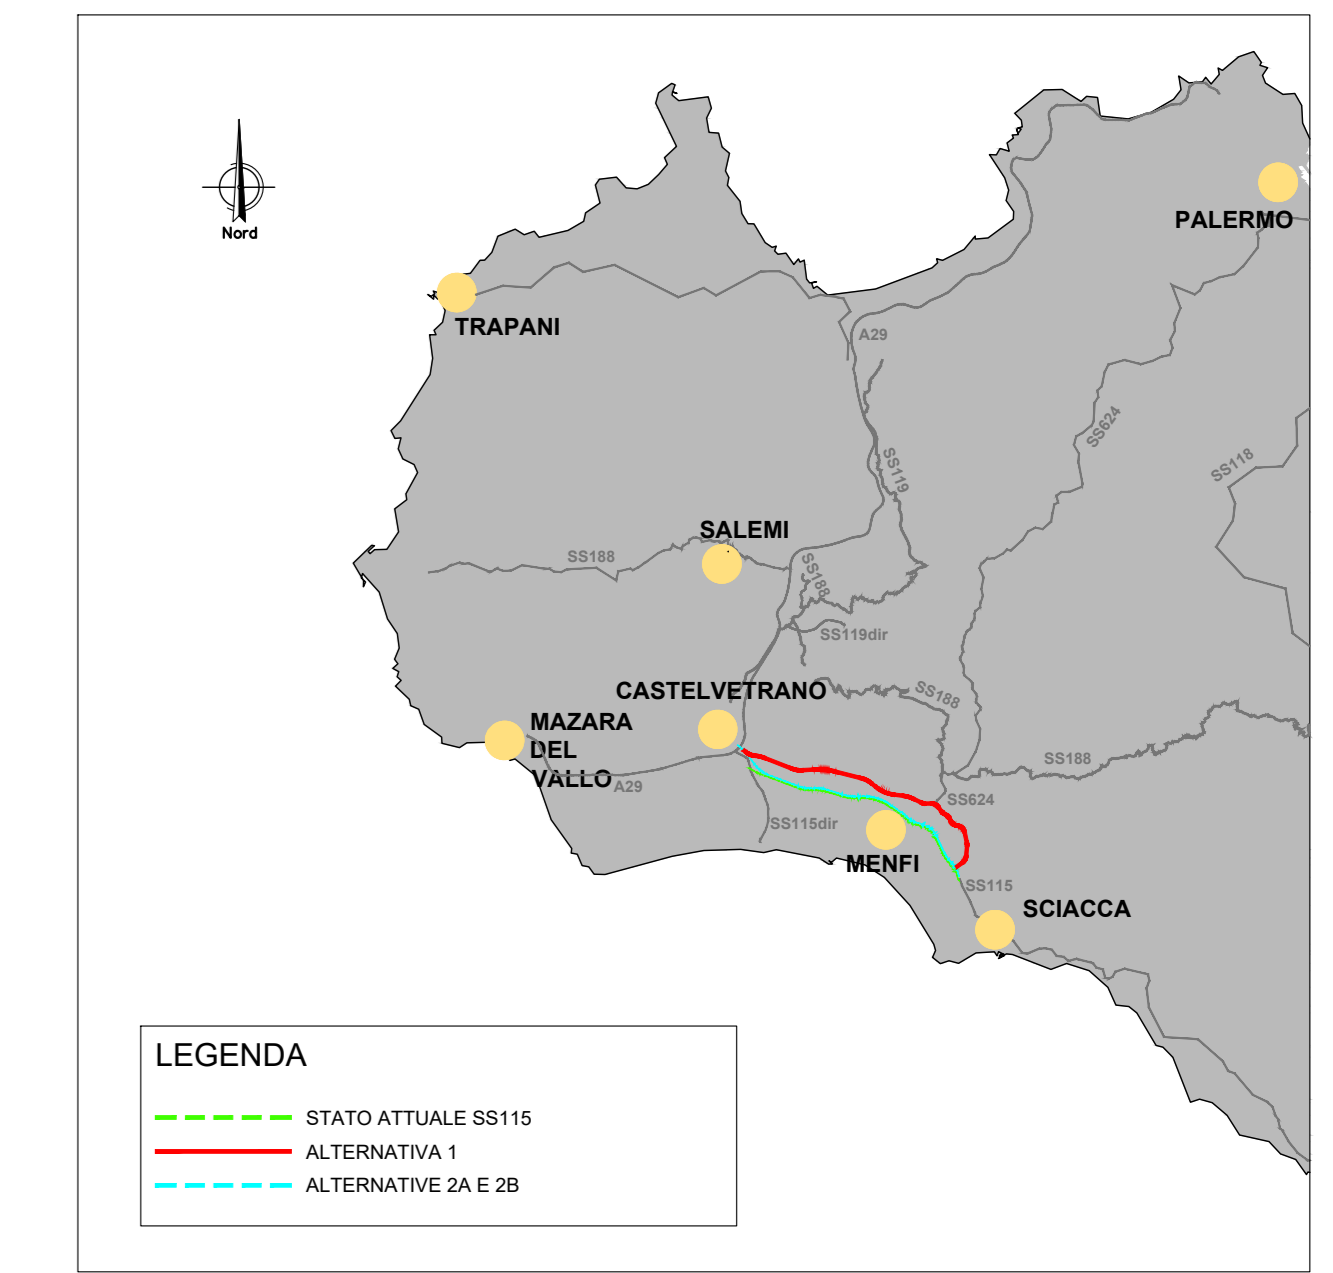 Nord
PALERMO
TRAPANI
A29
SS624
SS118
SS119
SALEMI
SS188
SS188
SS119dir
CASTELVETRANO
SS188
MAZARA
DEL
VALLO
A29
SS188
SS624
SS115dir
MENFI
SS115
SCIACCA
LEGENDA
STATO ATTUALE SS115
ALTERNATIVA 1
ALTERNATIVE 2A E 2B